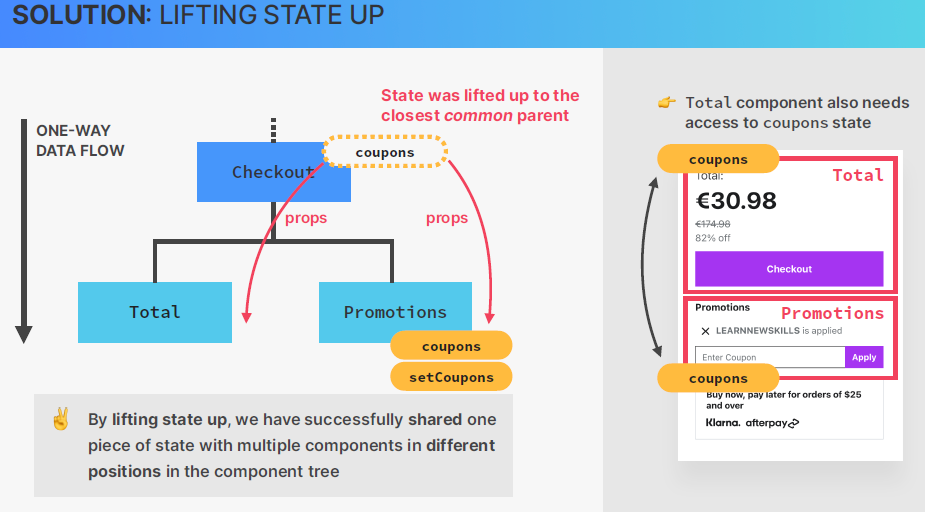 SOLUTION: LIFTING STATE UP
ONE-WAY
DATA FLOW
State was lifted up to the
closest common parent
coupons
Checkout
props
props
Total
Promotions
coupons
setCoupons
By lifting state up, we have successfully shared one
piece of state with multiple components in different
positions in the component tree
Total component also needs
access to coupons state
coupons
Total:
Total
€30.98
€174.98
82% off
Checkout
Promotions
Promotions
LEARNNEWSKILLS is applied
Enter Coupon
Apply
coupons
Buy now, pay later for orders of $25
and over
Klarna. afterpay